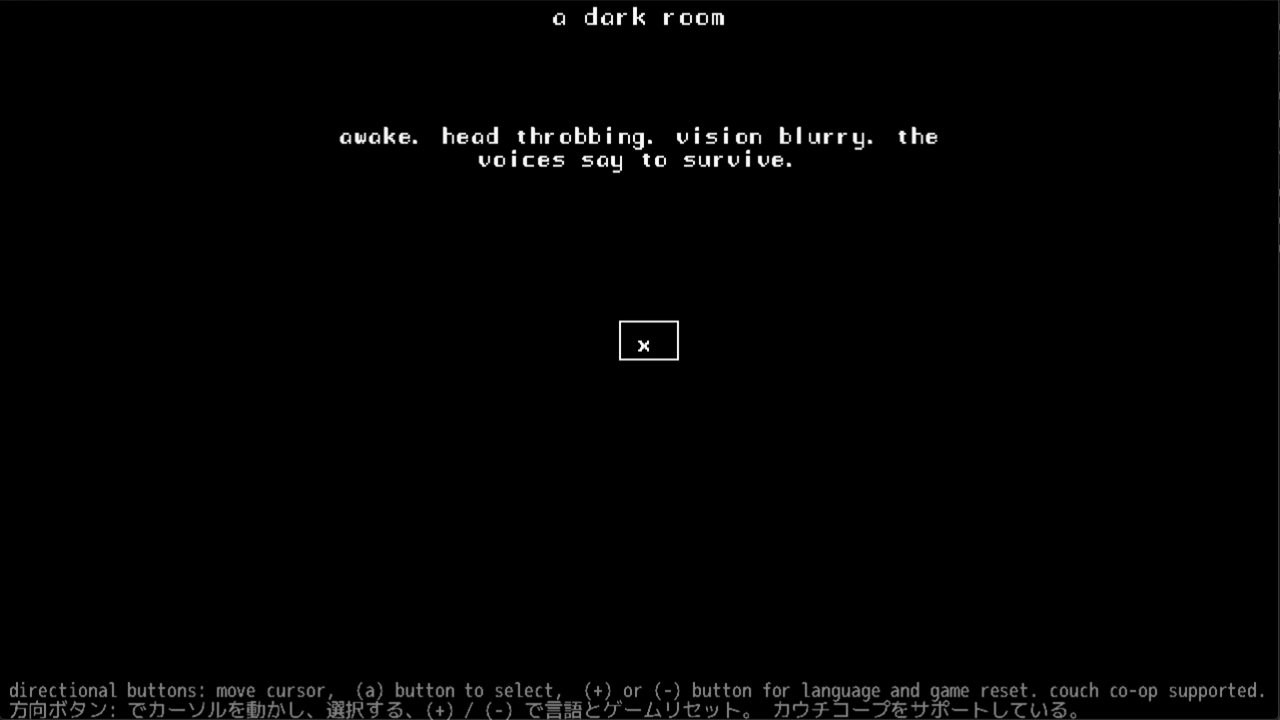 a dark room
awake. head throbbing. vision blurry. the
voices say to survive.
x
directional buttons: move cursor, (a) button to select, (+) or (-) button for language and game reset. couch co-op supported.
方向ボタン: でカーソルを動かし、選択する、(+) / (-) で言語とゲームリセット。 カウチコープをサポートしている。